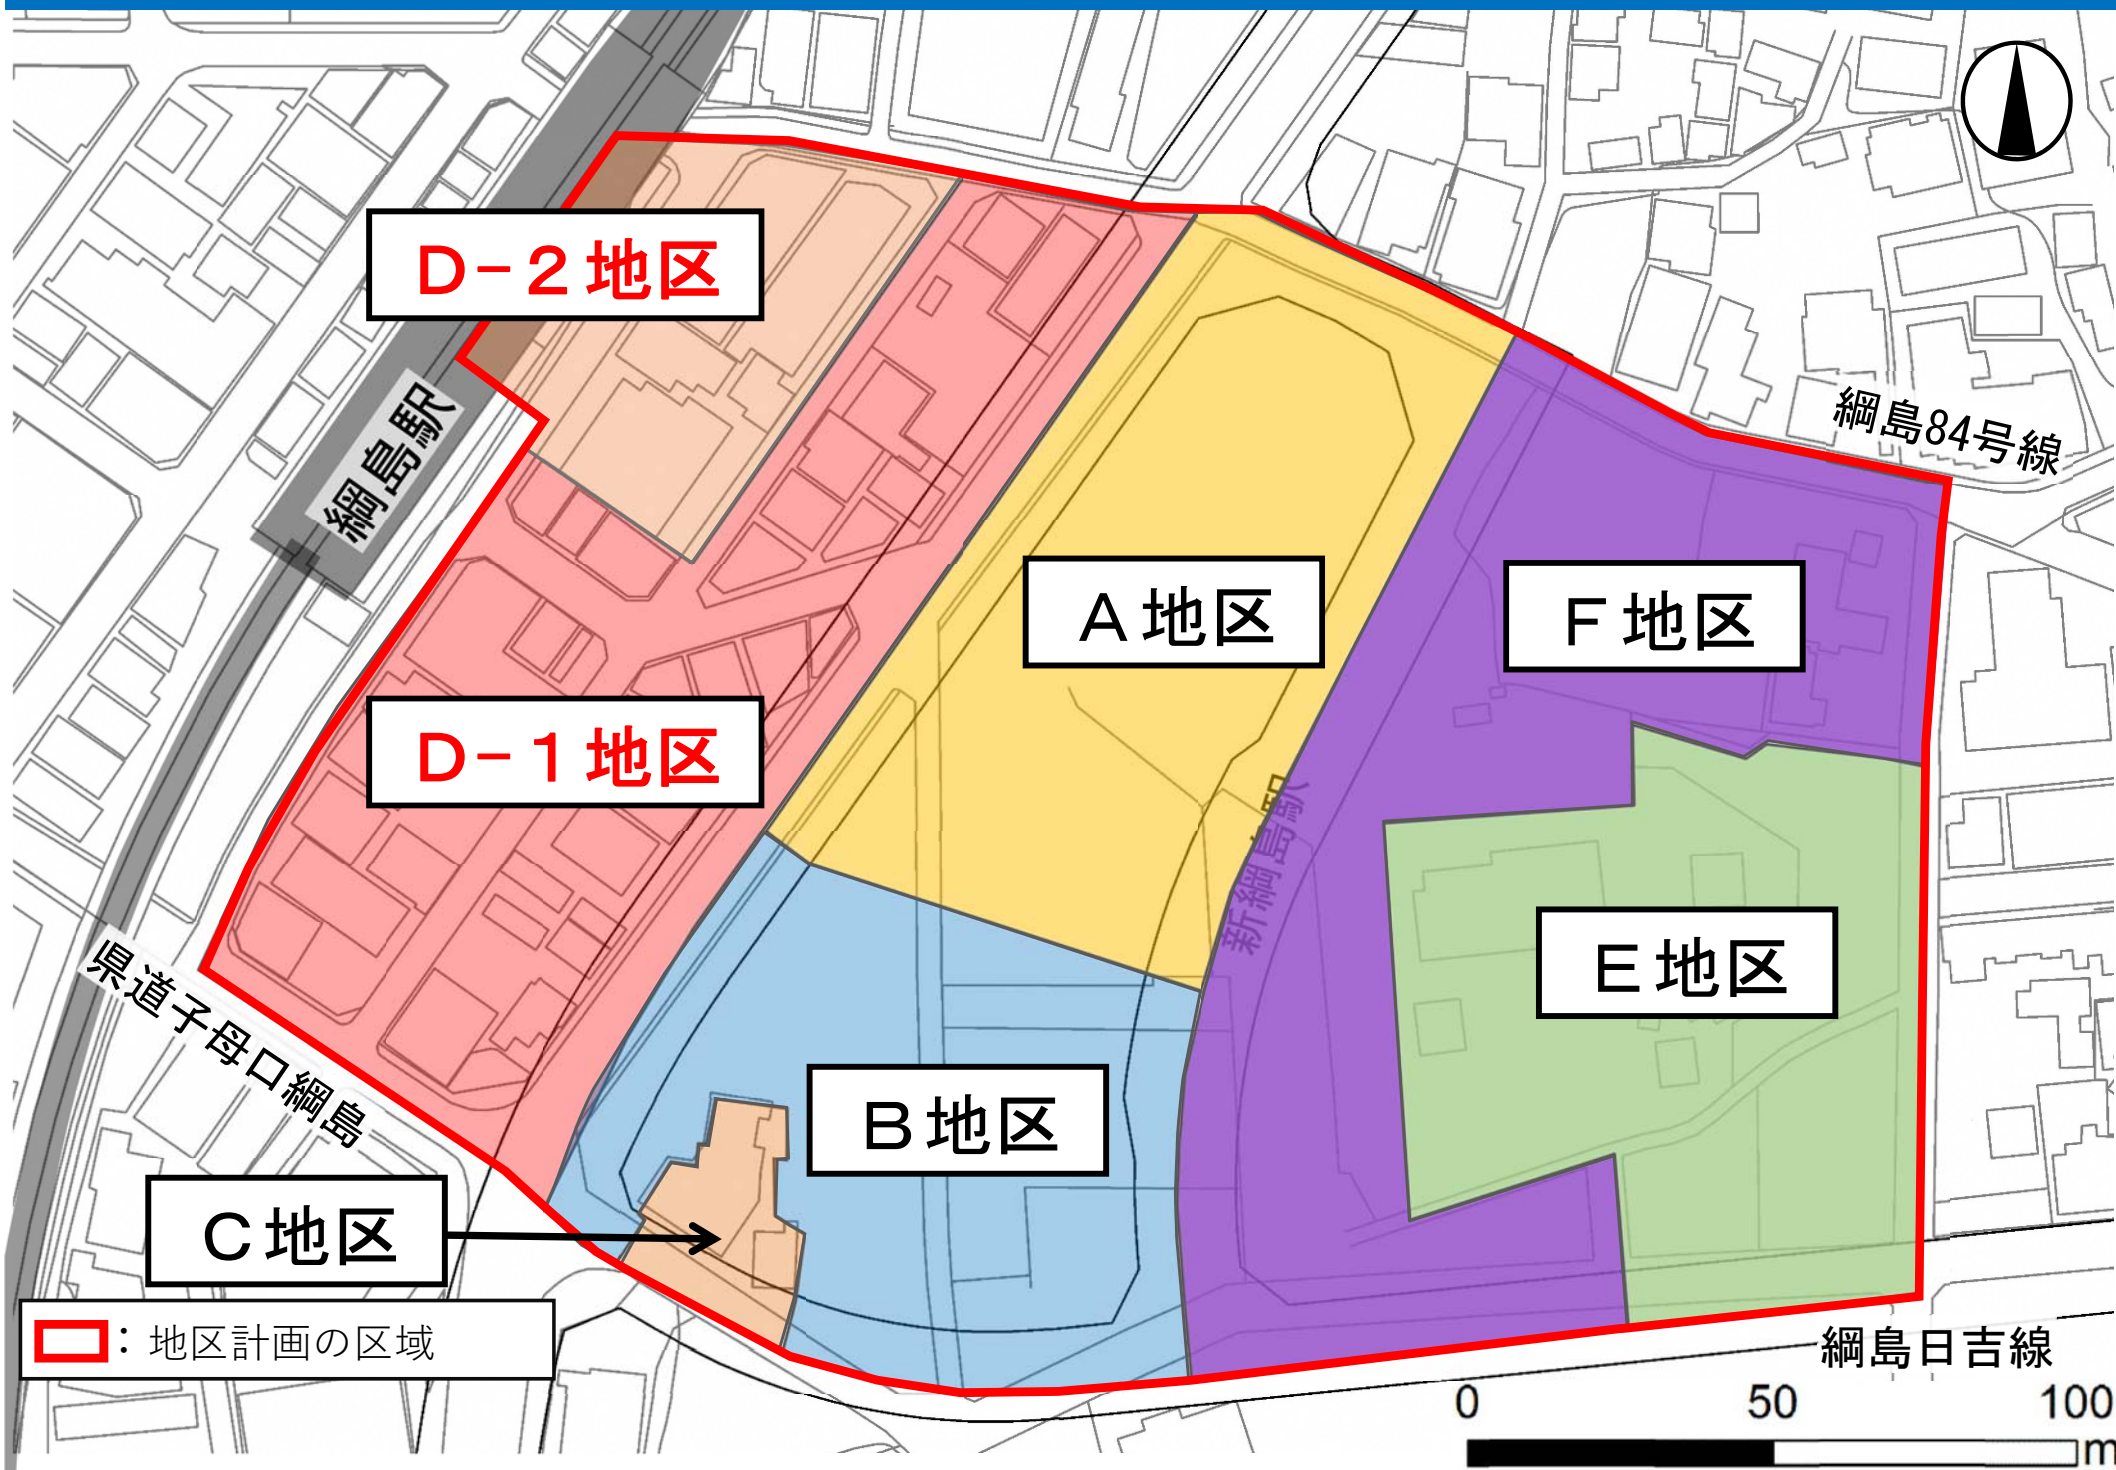 D-2地区
綱島84号線
綱島駅
A地区
F地区
D-1地区
新綱島駅
E地区
県道子母口綱島
B地区
C地区
：地区計画の区域
綱島日吉線
0 50 100
m